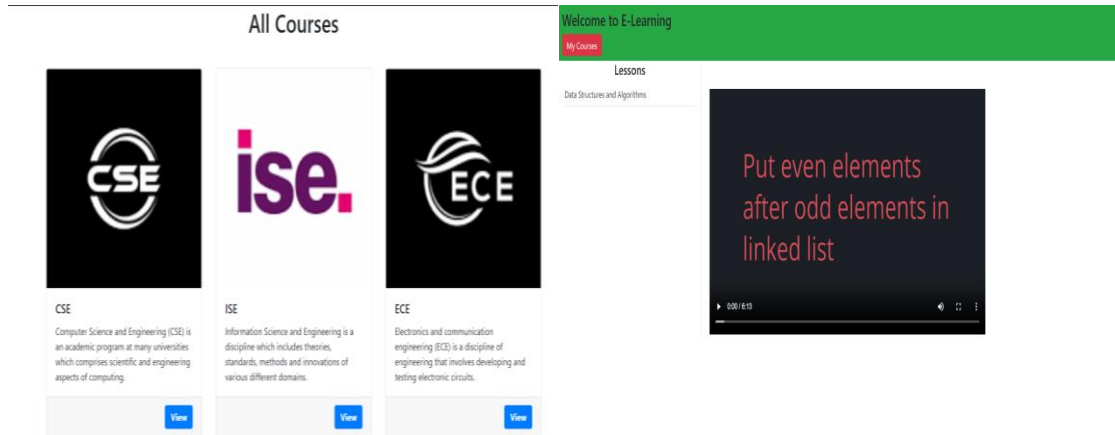 All Courses
CSE
ise.
ECE
CSE
Computer Science and Engineering (CSE) is
an academic program at many universities
which comprises scientific and engineering
aspects of computing.
View
ISE
Information Science and Engineering is a
discipline which includes theories,
standards, methods and innovations of
various different domains.
View
ECE
Electronics and communication
engineering (ECE) is a discipline of
engineering that involves developing and
testing electronic circuits.
View
Welcome to E-Learning
My Courses
Lessons
Data Structures and Algorithms
Put even elements
after odd elements in
linked list
0:00 / 6:13